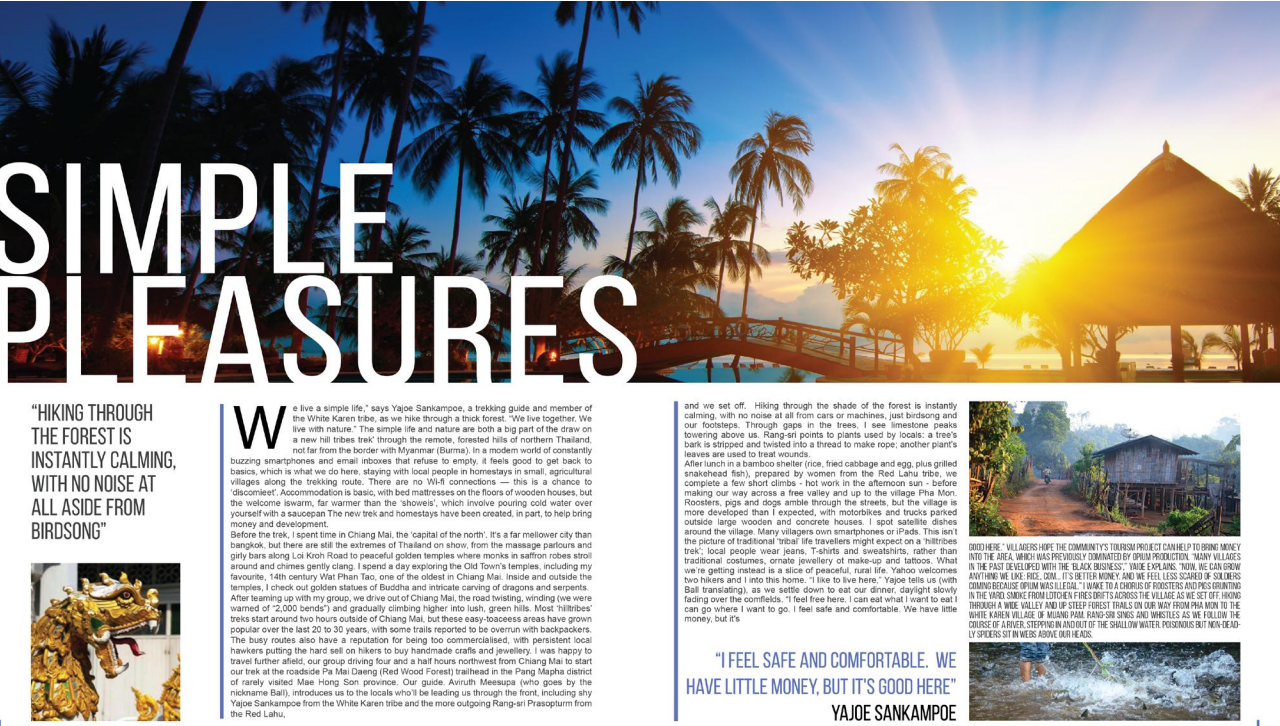 SIMPLE
PLEASURES
“HIKING THROUGH
THE FOREST IS
INSTANTLY CALMING,
WITH NO NOISE AT
ALL ASIDE FROM
BIRDSONG”
We live a simple life,” says Yajoe Sankampoe, a trekking guide and member of
the White Karen tribe, as we hike through a thick forest. “We live together. We
live with nature.” The simple life and nature are both a big part of the draw on
a new hill tribes trek’ through the remote, forested hills of northern Thailand,
not far from the border with Myanmar (Burma). In a modern world of constantly
buzzing smartphones and email inboxes that refuse to empty, it feels good to get back to
basics, which is what we do here, staying with local people in homestays in small, agricultural
villages along the trekking route. There are no Wi-fi connections — this is a chance to
‘discomieet’. Accommodation is basic, with bed mattresses on the floors of wooden houses, but
the welcome iswarm, far warmer than the ‘showeis’, which involve pouring cold water over
yourself with a saucepan The new trek and homestays have been created, in part, to help bring
money and development.
Before the trek, I spent time in Chiang Mai, the ‘capital of the north’. It’s a far mellower city than
bangkok, but there are still the extremes of Thailand on show, from the massage parlours and
girly bars along Loi Kroh Road to peaceful golden temples where monks in saffron robes stroll
around and chimes gently clang. I spend a day exploring the Old Town’s temples, including my
favourite, 14th century Wat Phan Tao, one of the oldest in Chiang Mai. Inside and outside the
temples, I check out golden statues of Buddha and intricate carving of dragons and serpents.
After teaming up with my group, we drive out of Chiang Mai, the road twisting, winding (we were
warned of “2,000 bends”) and gradually climbing higher into lush, green hills. Most ‘hilltribes’
treks start around two hours outside of Chiang Mai, but these easy-toaceess areas have grown
popular over the last 20 to 30 years, with some trails reported to be overrun with backpackers.
The busy routes also have a reputation for being too commercialised, with persistent local
hawkers putting the hard sell on hikers to buy handmade crafls and jewellery. I was happy to
travel further afield, our group driving four and a half hours northwest from Chiang Mai to start
our trek at the roadside Pa Mai Daeng (Red Wood Forest) trailhead in the Pang Mapha district
of rarely visited Mae Hong Son province. Our guide. Aviruth Meesupa (who goes by the
nickname Ball), introduces us to the locals who’ll be leading us through the front, including shy
Yajoe Sankampoe from the White Karen tribe and the more outgoing Rang-sri Prasopturm from
the Red Lahu,
and we set off. Hiking through the shade of the forest is instantly
calming, with no noise at all from cars or machines, just birdsong and
our footsteps. Through gaps in the trees, I see limestone peaks
towering above us. Rang-sri points to plants used by locals: a tree’s
bark is stripped and twisted into a thread to make rope; another plant’s
leaves are used to treat wounds.
After lunch in a bamboo shelter (rice, fried cabbage and egg, plus grilled
snakehead fish), prepared by women from the Red Lahu tribe, we
complete a few short climbs - hot work in the afternoon sun - before
making our way across a free valley and up to the village Pha Mon.
Roosters, pigs and dogs amble through the streets, but the village is
more developed than I expected, with motorbikes and trucks parked
outside large wooden and concrete houses. I spot satellite dishes
around the village. Many villagers own smartphones or iPads. This isn’t
the picture of traditional ‘tribal’ life travellers might expect on a ‘hilltribes
trek’; local people wear jeans, T-shirts and sweatshirts, rather than
traditional costumes, ornate jewellery ot make-up and tattoos. What
we’re getting instead is a slice of peaceful, rural life. Yahoo welcomes
two hikers and I into this home. “I like to live here,” Yajoe tells us (with
Ball translating), as we settle down to eat our dinner, daylight slowly
fading over the cornfields. “I feel free here. I can eat what I want to eat I
can go where I want to go. I feel safe and comfortable. We have little
money, but it’s
“I FEEL SAFE AND COMFORTABLE. WE
HAVE LITTLE MONEY, BUT IT’S GOOD HERE”
YAJOE SANKAMPOE
GOOD HERE.” VILLAGERS HOPE THE COMMUNITY’S TOURISM PROJECT CAN HELP TO BRING MONEY
INTO THE AREA, WHICH WAS PREVIOUSLY DOMINATED BY OPIUM PRODUCTION. “MANY VILLAGES
IN THE PAST DEVELOPED WITH THE ‘BLACK BUSINESS’,” YAIOE EXPLAINS. “NOW, WE CAN GROW
ANYTHING WE LIKE: RICE, COM... IT’S BETTER MONEY. AND WE FEEL LESS SCARED OF SOLDIERS
COMING BECAUSE OPIUM WAS ILLEGAL.” I WAKE TO A CHORUS OF ROOSTERS AND PIGS GRUNTING
IN THE YARD. SMOKE FROM LOTCHEN FIRES DRIFTS ACROSS THE VILLAGE AS WE SET OFF, HIKING
THROUGH A WIDE VALLEY AND UP STEEP FOREST TRAILS ON OUR WAY FROM PHA MON TO THE
WHITE KAREN VILLAGE OF MUANG PAM. RANG-SRI SINGS AND WHISTLES AS WE FOLLOW THE
COURSE OF A RIVER, STEPPING IN AND OUT OF THE SHALLOW WATER. POISONOUS BUT NON-DEAD-
LY SPIDERS SIT IN WEBS ABOVE OUR HEADS.